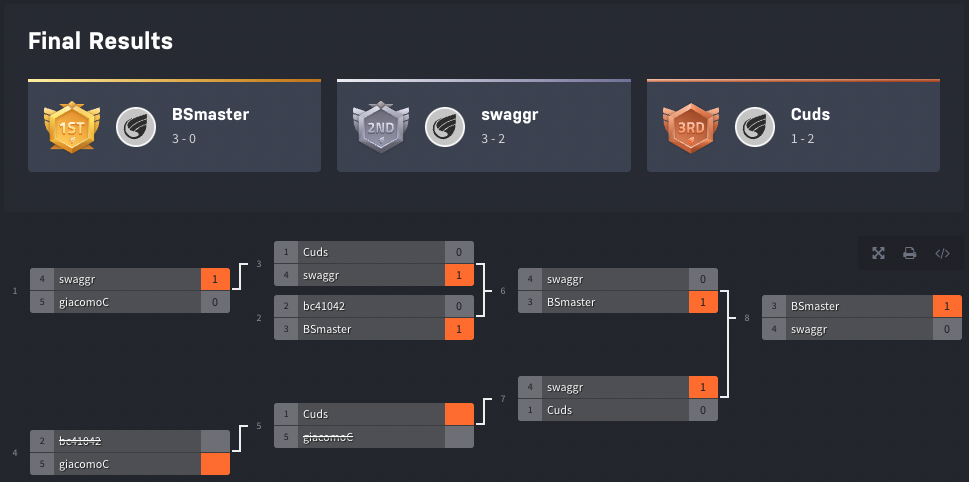 Final Results
1ST BSmaster
3 - 0
2ND swaggr
3 - 2
3RD Cuds
1 - 2
1
4 swaggr 1
5 giacomoC 0
3
1 Cuds 0
4 swaggr 1
2
2 bc41042 0
3 BSmaster 1
6
4 swaggr 0
3 BSmaster 1
8
3 BSmaster 1
4 swaggr 0
4
2 bc41042
5 giacomoC
5
1 Cuds
5 giacomoC
7
4 swaggr 1
1 Cuds 0